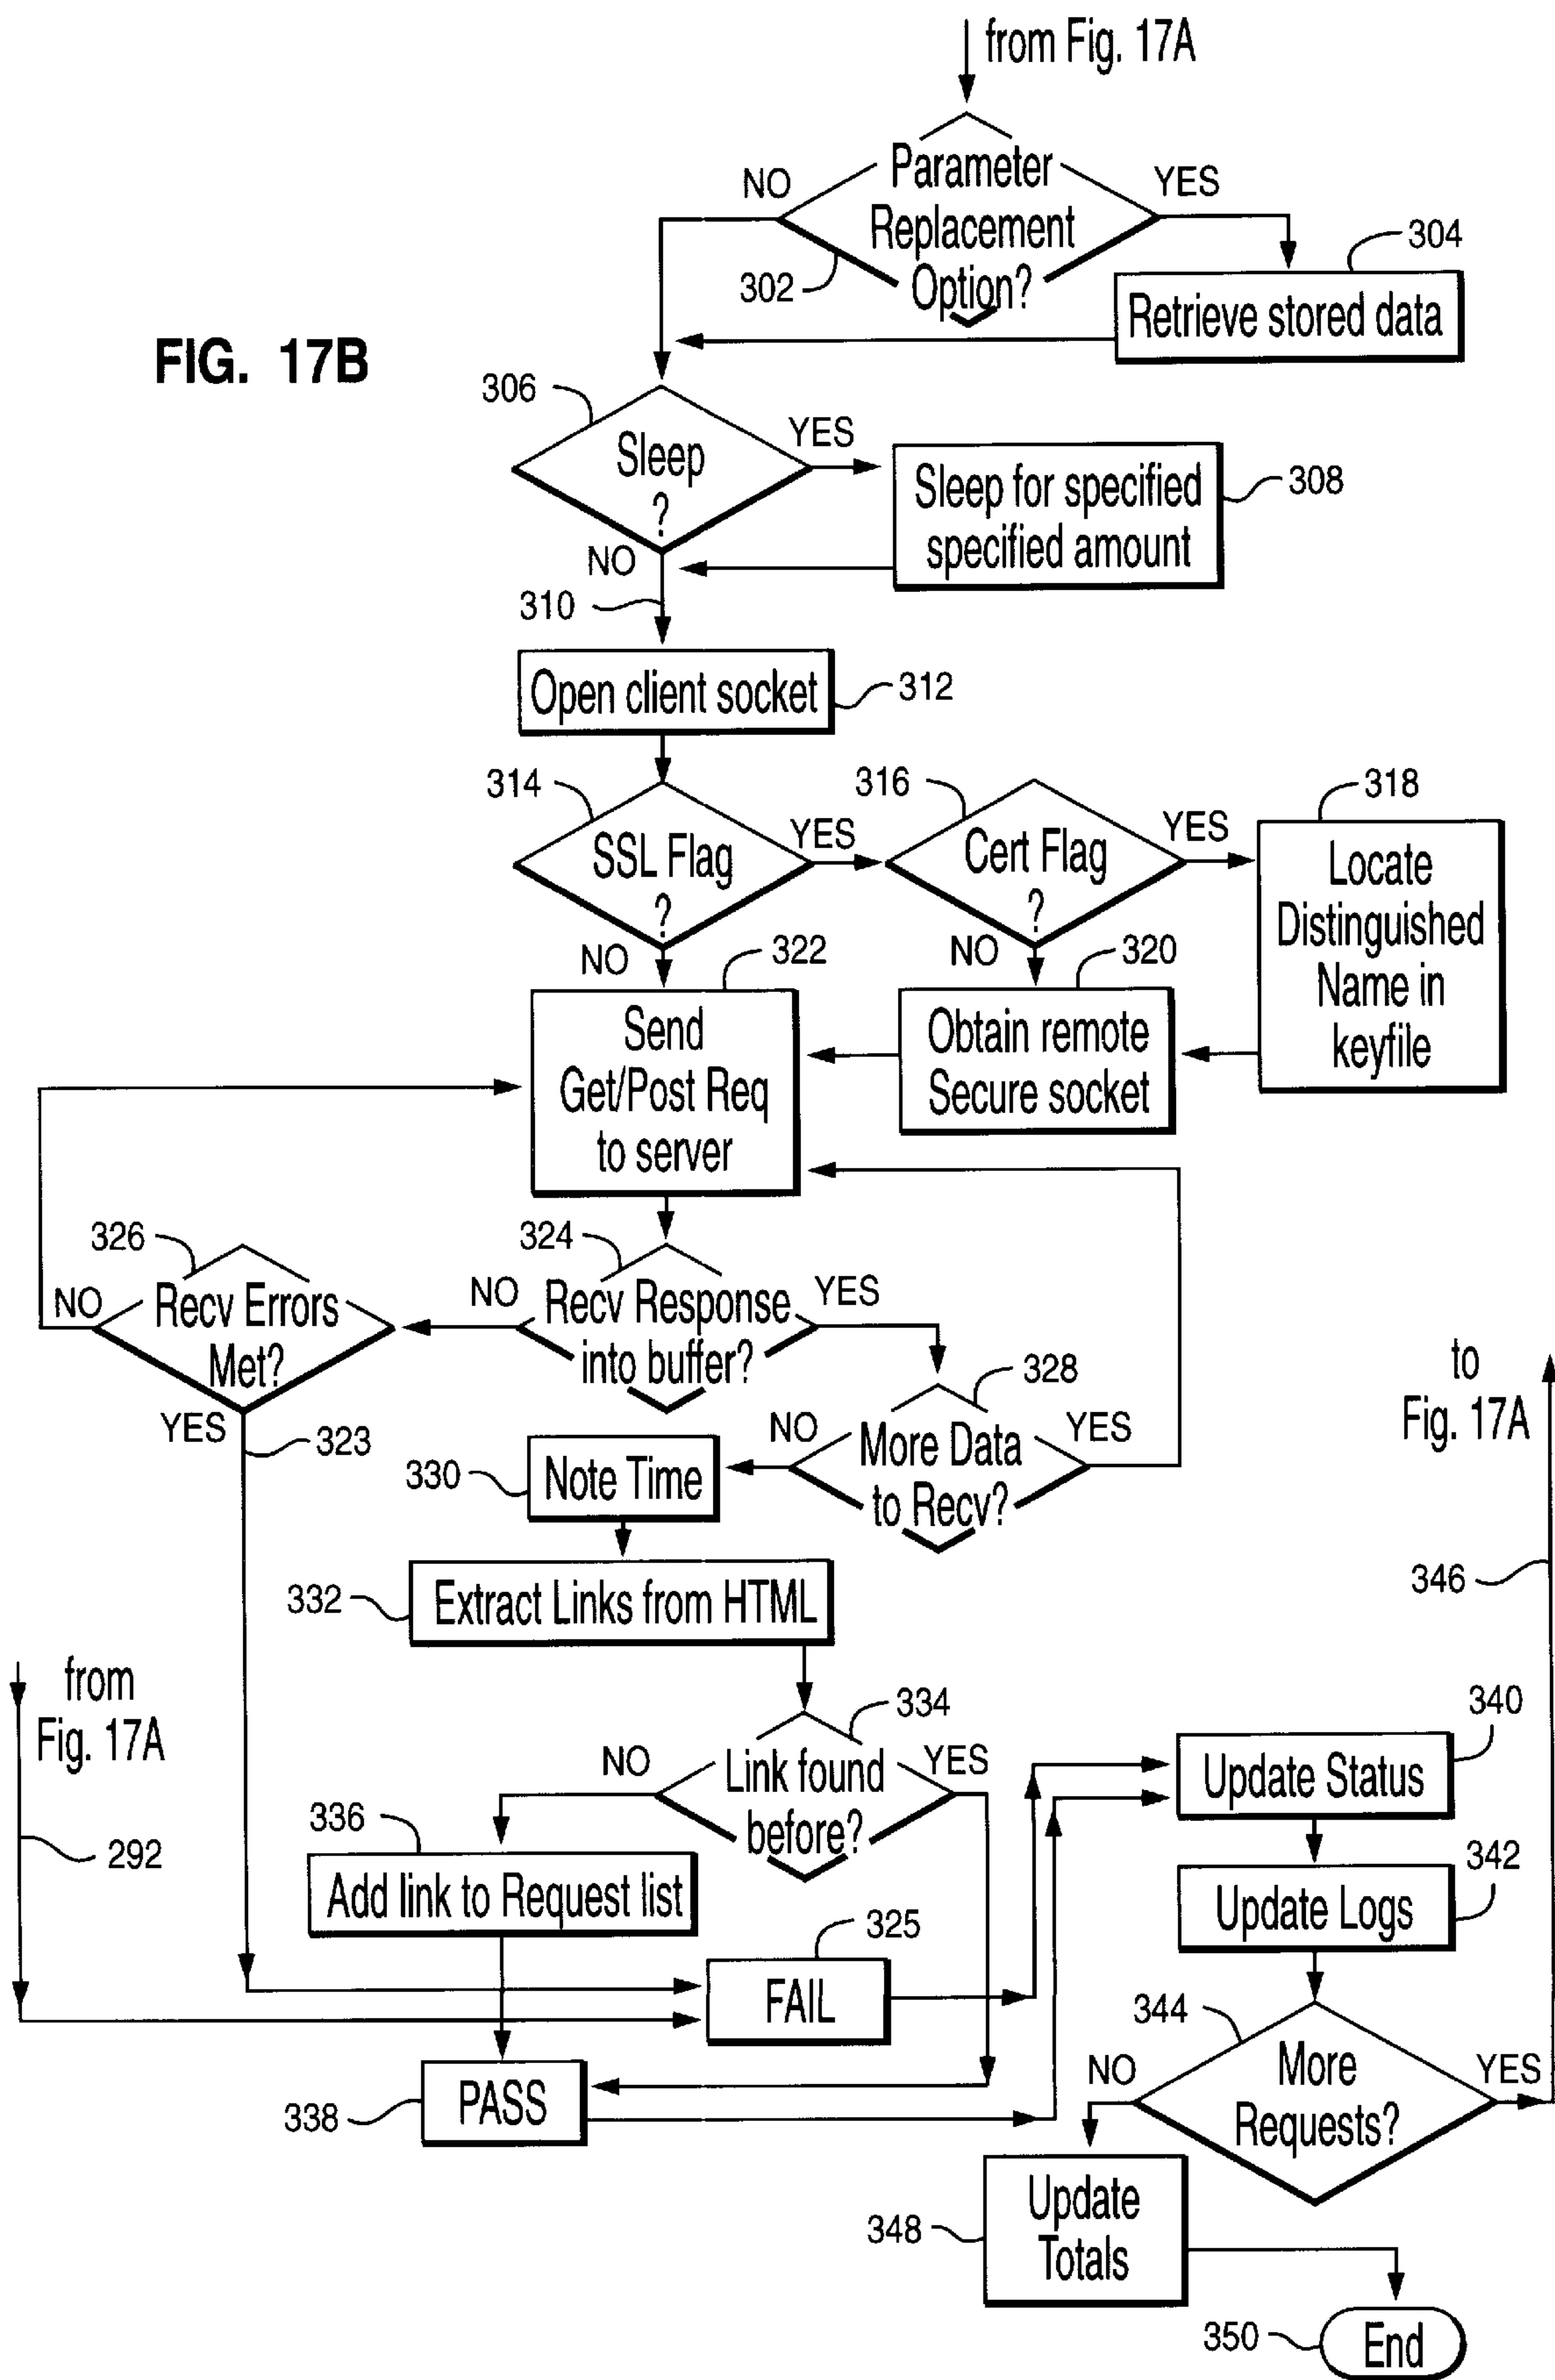 from Fig. 17A
Parameter
Replacement
Option?
NO
YES
302
304
Retrieve stored data
FIG. 17B
306
Sleep
?
YES
NO
Sleep for specified
specified amount
308
310
Open client socket
312
314
SSL Flag
?
YES
NO
316
Cert Flag
?
YES
NO
318
Locate
Distinguished
Name in
keyfile
320
Obtain remote
Secure socket
322
Send
Get/Post Req
to server
324
Recv Response
into buffer?
NO
YES
326
Recv Errors
Met?
NO
YES
323
328
More Data
to Recv?
NO
YES
to
Fig. 17A
330
Note Time
332
Extract Links from HTML
346
from
Fig. 17A
292
334
Link found
before?
NO
YES
336
Add link to Request list
325
FAIL
338
PASS
340
Update Status
342
Update Logs
344
More
Requests?
NO
YES
348
Update
Totals
350
End